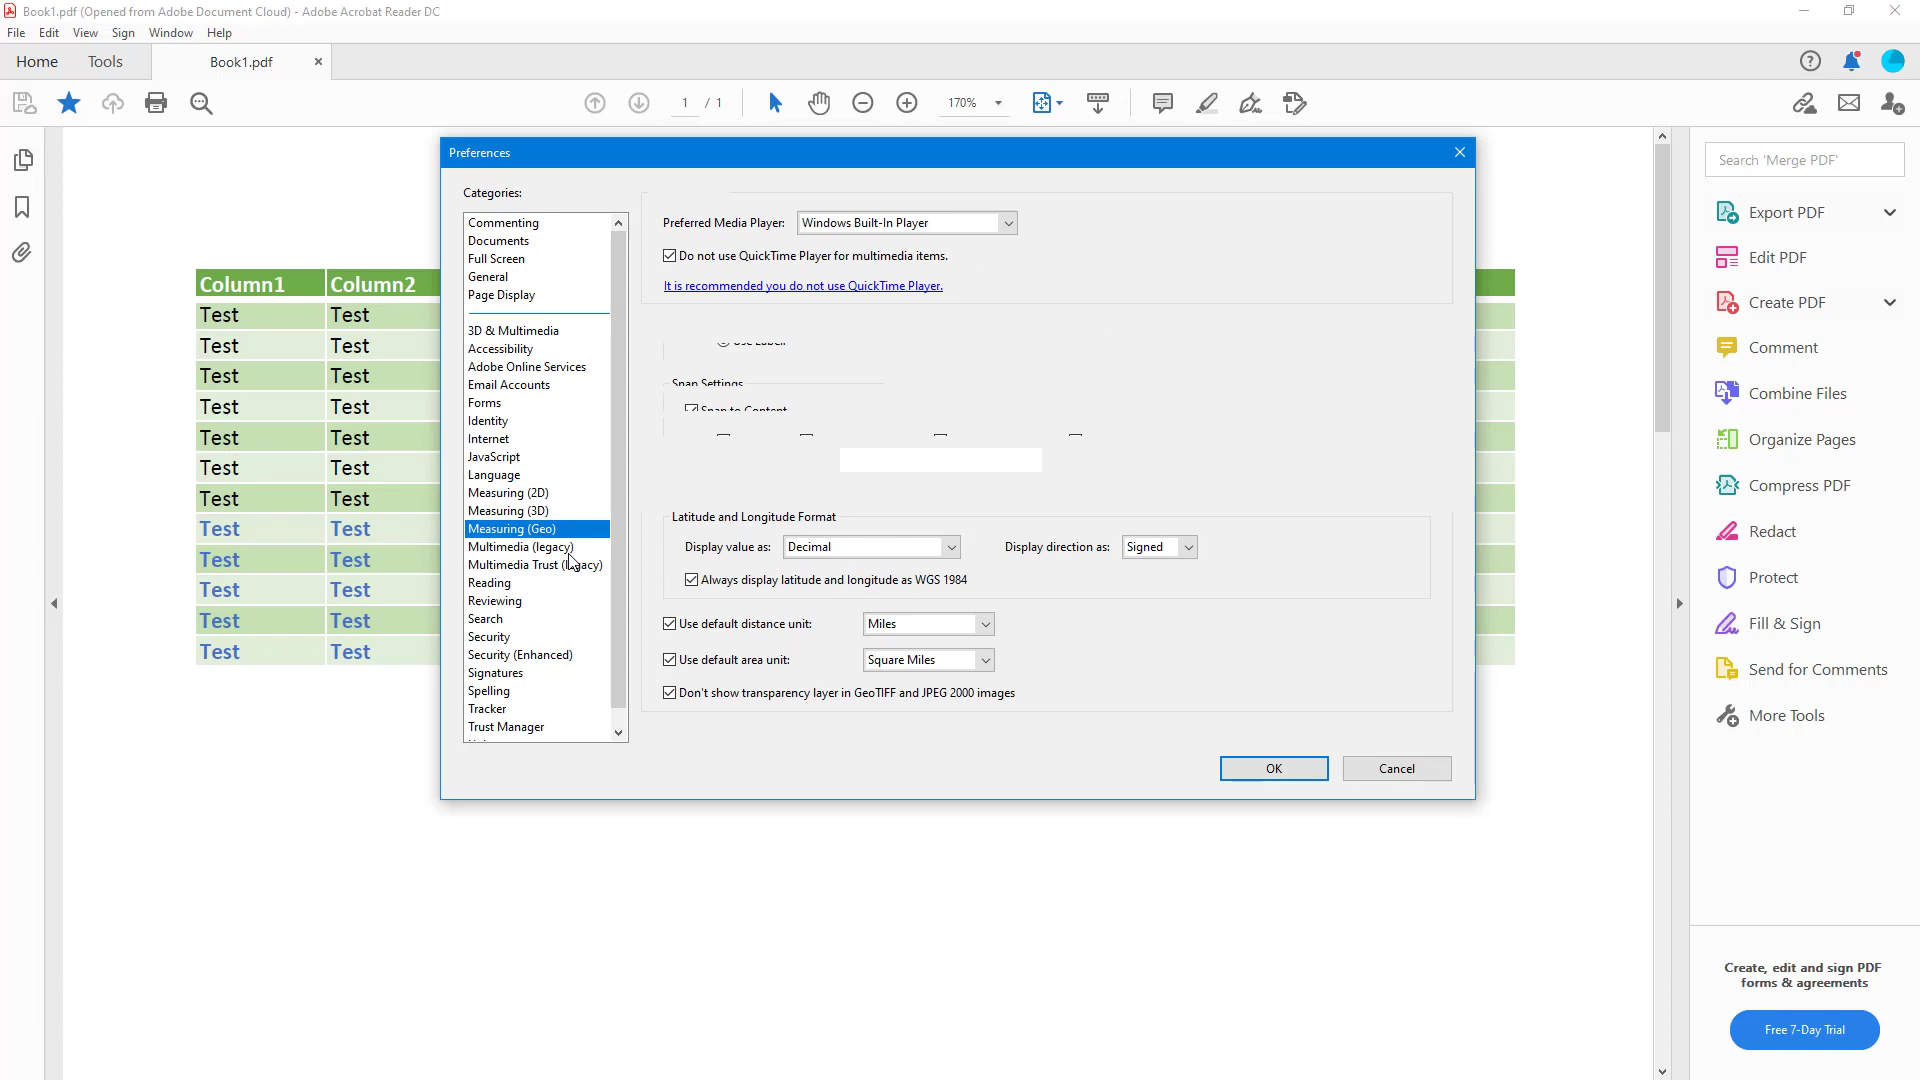 Book1.pdf (Opened from Adobe Document Cloud) - Adobe Acrobat Reader DC
File Edit View Sign Window Help
Home Tools Book1.pdf
1 / 1 170%
Preferences
Categories:
Commenting
Documents
Full Screen
General
Page Display
3D & Multimedia
Accessibility
Adobe Online Services
Email Accounts
Forms
Identity
Internet
JavaScript
Language
Measuring (2D)
Measuring (3D)
Measuring (Geo)
Multimedia (legacy)
Multimedia Trust (legacy)
Reading
Reviewing
Search
Security
Security (Enhanced)
Signatures
Spelling
Tracker
Trust Manager
Preferred Media Player: Windows Built-In Player
Do not use QuickTime Player for multimedia items.
It is recommended you do not use QuickTime Player.
Snap Settings
Snap to Content
Latitude and Longitude Format
Display value as: Decimal Display direction as: Signed
Always display latitude and longitude as WGS 1984
Use default distance unit: Miles
Use default area unit: Square Miles
Don't show transparency layer in GeoTIFF and JPEG 2000 images
OK Cancel
Column1 Column2
Test Test
Test Test
Test Test
Test Test
Test Test
Test Test
Test Test
Test Test
Test Test
Test Test
Test Test
Test Test
Search 'Merge PDF'
Export PDF
Edit PDF
Create PDF
Comment
Combine Files
Organize Pages
Compress PDF
Redact
Protect
Fill & Sign
Send for Comments
More Tools
Create, edit and sign PDF
forms & agreements
Free 7-Day Trial